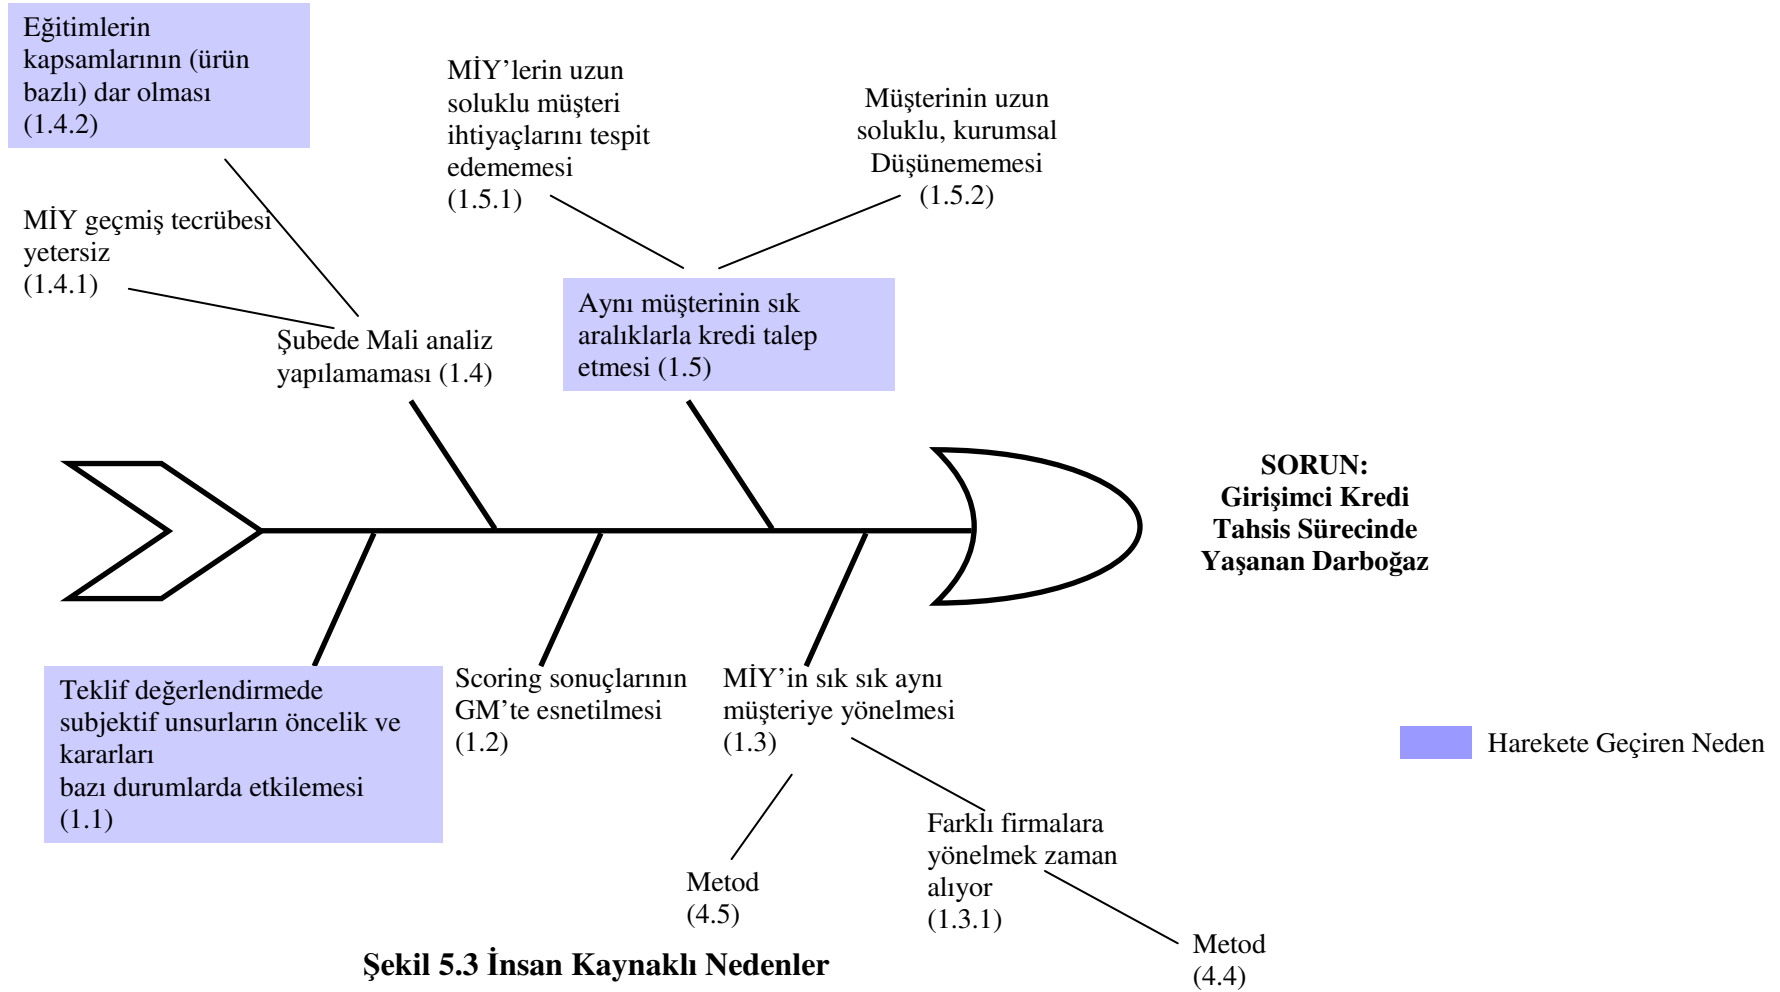 Eğitimlerin
kapsamlarının (ürün
bazlı) dar olması
(1.4.2)
MİY’lerin uzun
soluklu müşteri
ihtiyaçlarını tespit
edememesi
(1.5.1)
Müşterinin uzun
soluklu, kurumsal
Düşünememesi
(1.5.2)
MİY geçmiş tecrübesi
yetersiz
(1.4.1)
Şubede Mali analiz
yapılamaması (1.4)
Aynı müşterinin sık
aralıklarla kredi talep
etmesi (1.5)
SORUN:
Girişimci Kredi
Tahsis Sürecinde
Yaşanan Darboğaz
Teklif değerlendirmede
subjektif unsurların öncelik ve
kararları
bazı durumlarda etkilemesi
(1.1)
Scoring sonuçlarının
GM’te esnetilmesi
(1.2)
MİY’in sık sık aynı
müşteriye yönelmesi
(1.3)
Harekete Geçiren Neden
Farklı firmalara
yönelmek zaman
alıyor
(1.3.1)
Metod
(4.5)
Metod
(4.4)
Şekil 5.3 İnsan Kaynaklı Nedenler